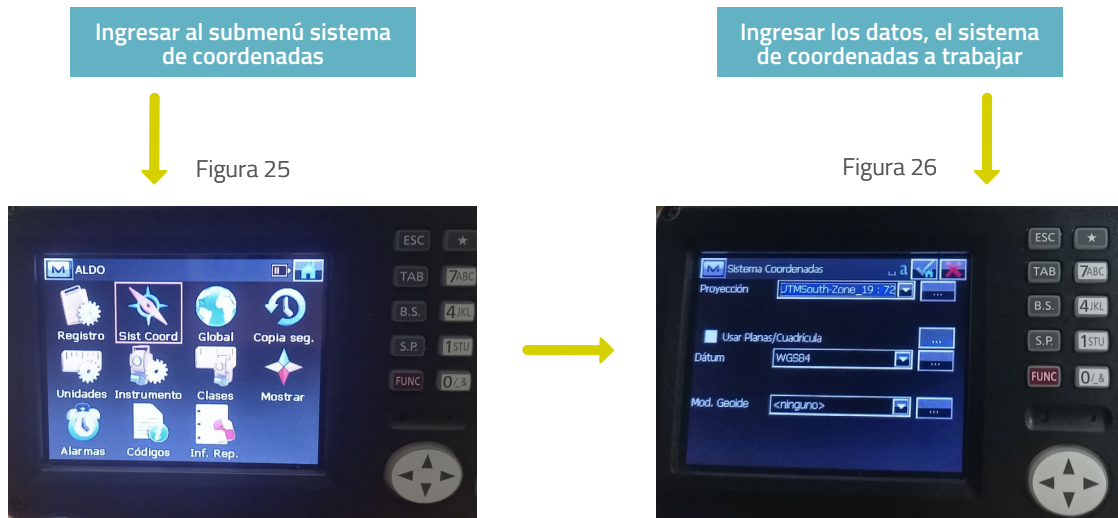 Ingresar al submenú sistema
de coordenadas
Ingresar los datos, el sistema
de coordenadas a trabajar
Figura 25
Figura 26
ALDO
Registro
Sist Coord
Global
Copia seg.
Unidades
Instrumento
Clases
Mostrar
Alarmas
Códigos
Inf. Rep.
ESC ★
TAB 7ABC
B.S. 4JKL
S.P. 1STU
FUNC 0/_&
Sistema Coordenadas
a
Proyección
UTMSouth-Zone_19 : 72
...
Usar Planas/Cuadrícula
...
Dátum
WGS84
...
Mod. Geoide
<ninguno>
...
ESC ★
TAB 7ABC
B.S. 4JKL
S.P. 1STU
FUNC 0/_&